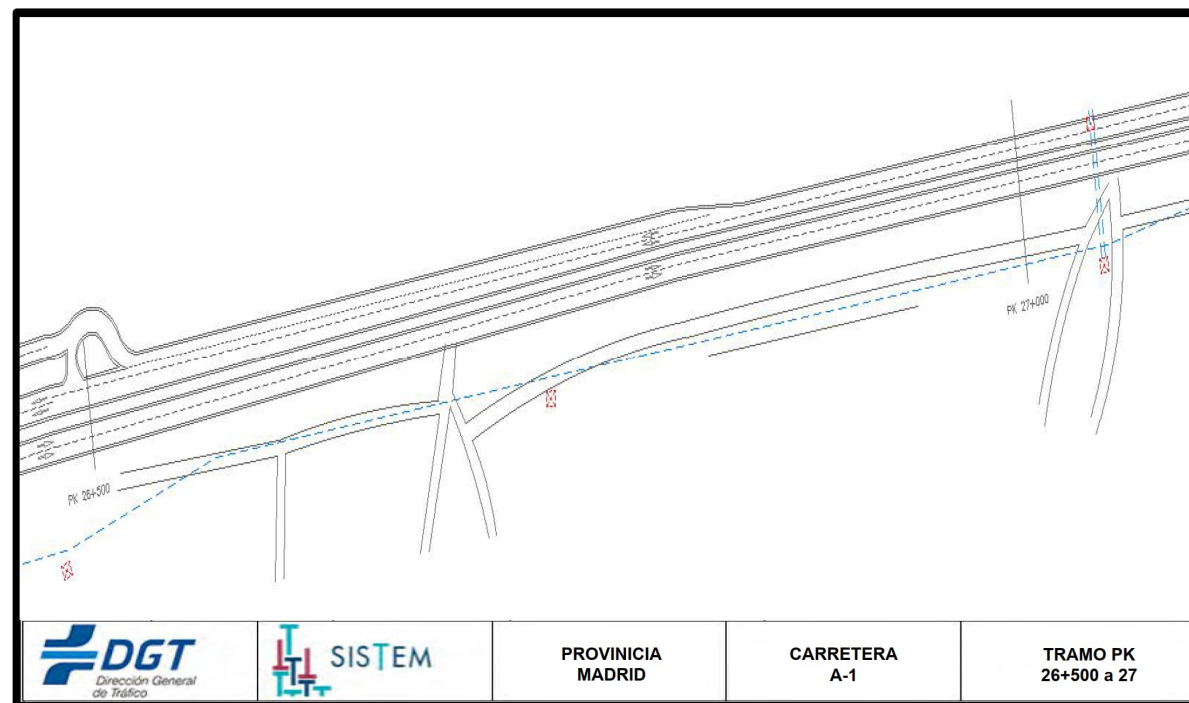 PK 26+500
PK 27+000
DGT
Dirección General
de Tráfico
SISTEM
PROVINICIA
MADRID
CARRETERA
A-1
TRAMO PK
26+500 a 27